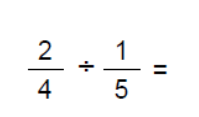 2/4 ÷ 1/5 =